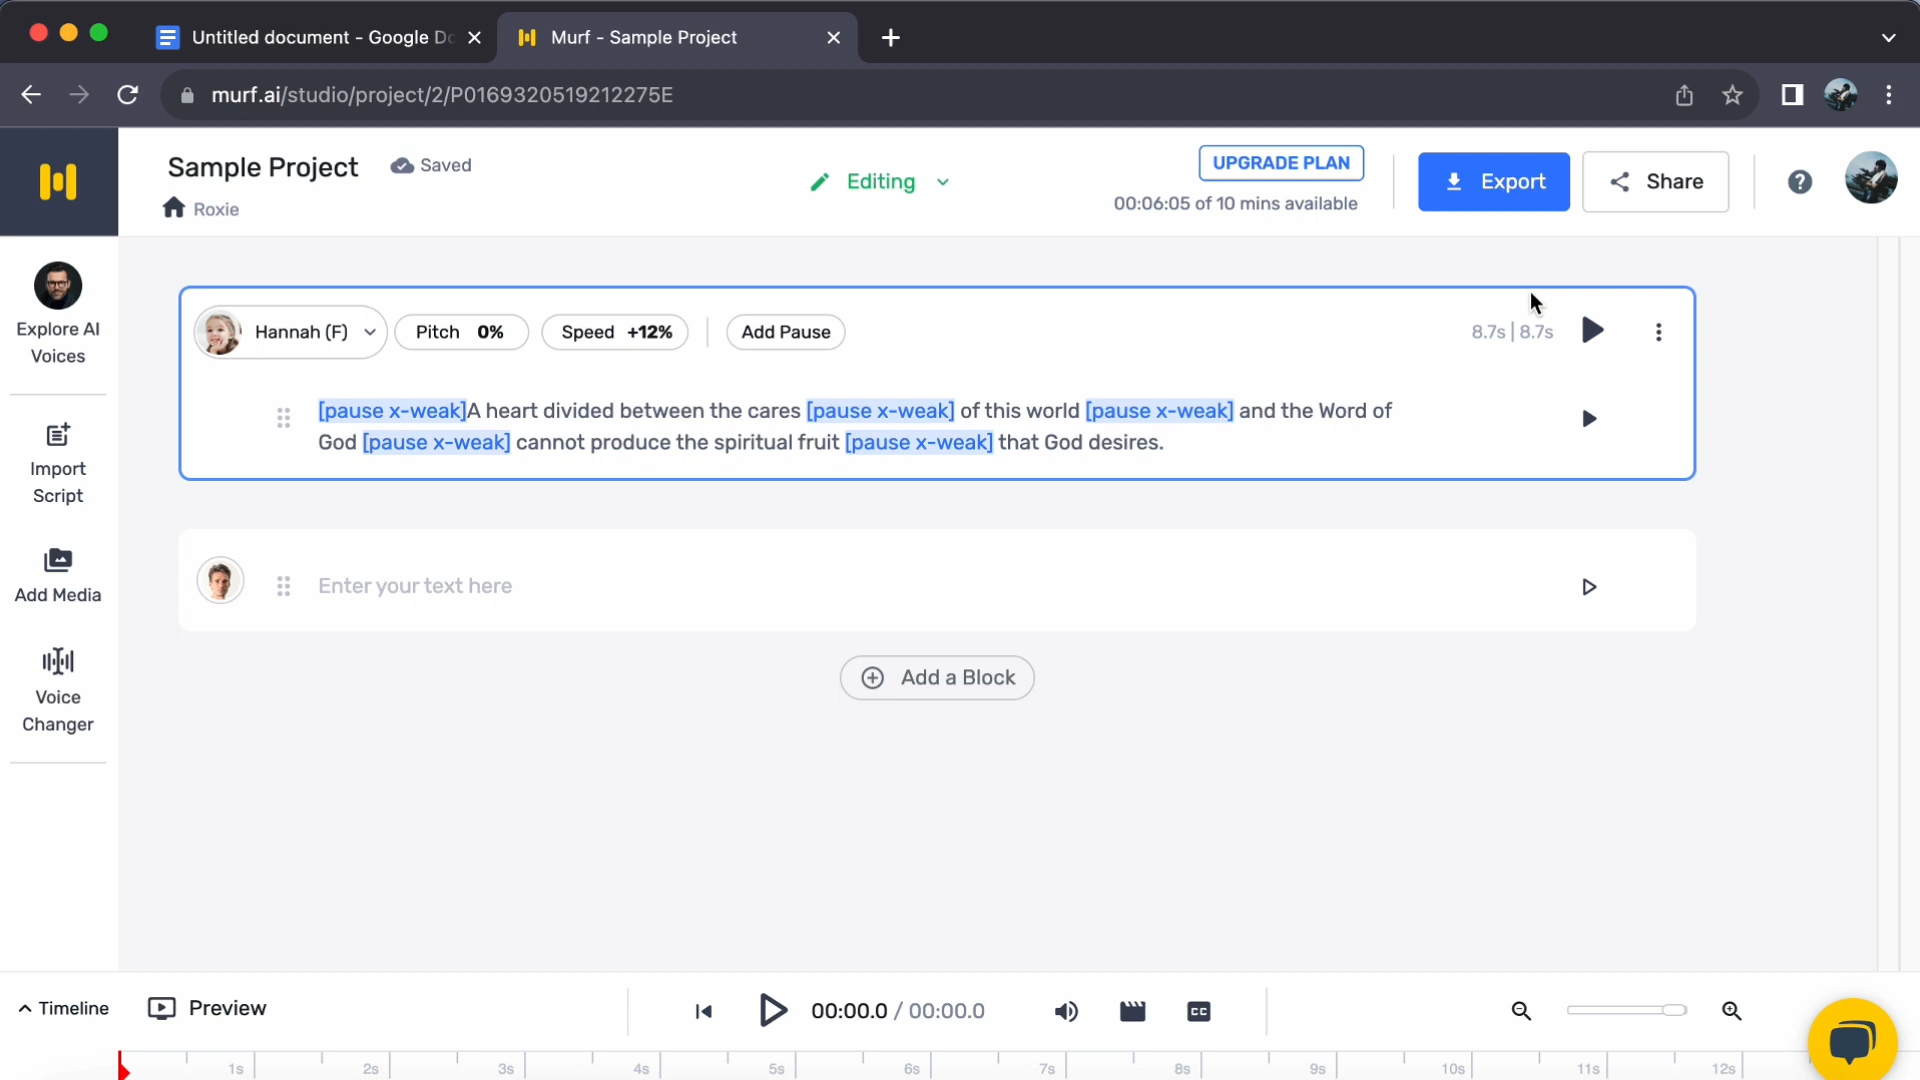 Untitled document - Google Do
Murf - Sample Project
murf.ai/studio/project/2/P0169320519212275E
Sample Project
Saved
Roxie
Editing
UPGRADE PLAN
00:06:05 of 10 mins available
Export
Share
Explore AI
Voices
Import
Script
Add Media
Voice
Changer
Hannah (F)
Pitch 0%
Speed +12%
Add Pause
8.7s | 8.7s
[pause x-weak]A heart divided between the cares [pause x-weak] of this world [pause x-weak] and the Word of
God [pause x-weak] cannot produce the spiritual fruit [pause x-weak] that God desires.
Enter your text here
Add a Block
Timeline
Preview
00:00.0 / 00:00.0
CC
1s 2s 3s 4s 5s 6s 7s 8s 9s 10s 11s 12s